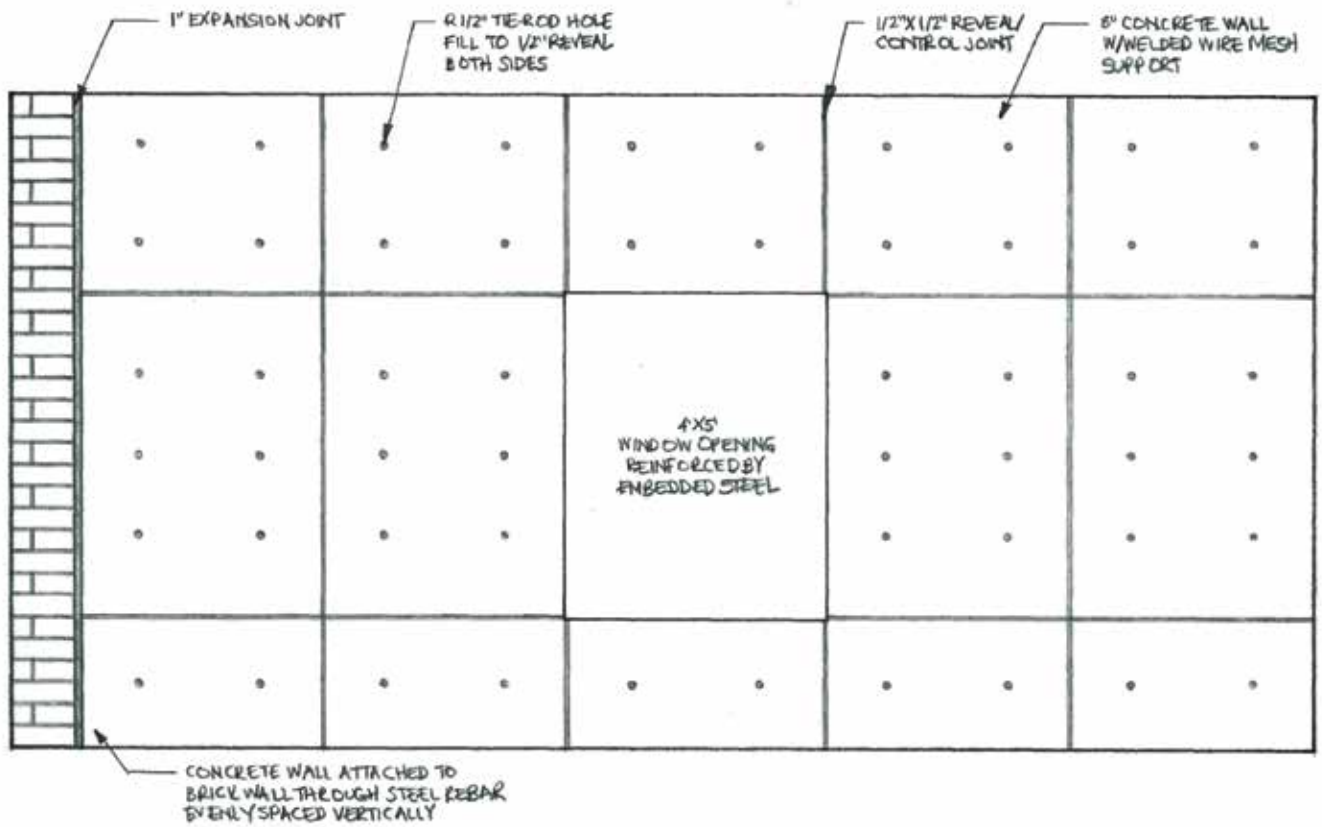 1" EXPANSION JOINT
R1/2" TIE-ROD HOLE
FILL TO 1/2" REVEAL
BOTH SIDES
1/2"X1/2" REVEAL/
CONTROL JOINT
CONCRETE WALL
W/WELDED WIRE MESH
SUPPORT
4'X5'
WINDOW OPENING
REINFORCED BY
EMBEDDED STEEL
CONCRETE WALL ATTACHED TO
BRICK WALL THROUGH STEEL REBAR
EVENLY SPACED VERTICALLY